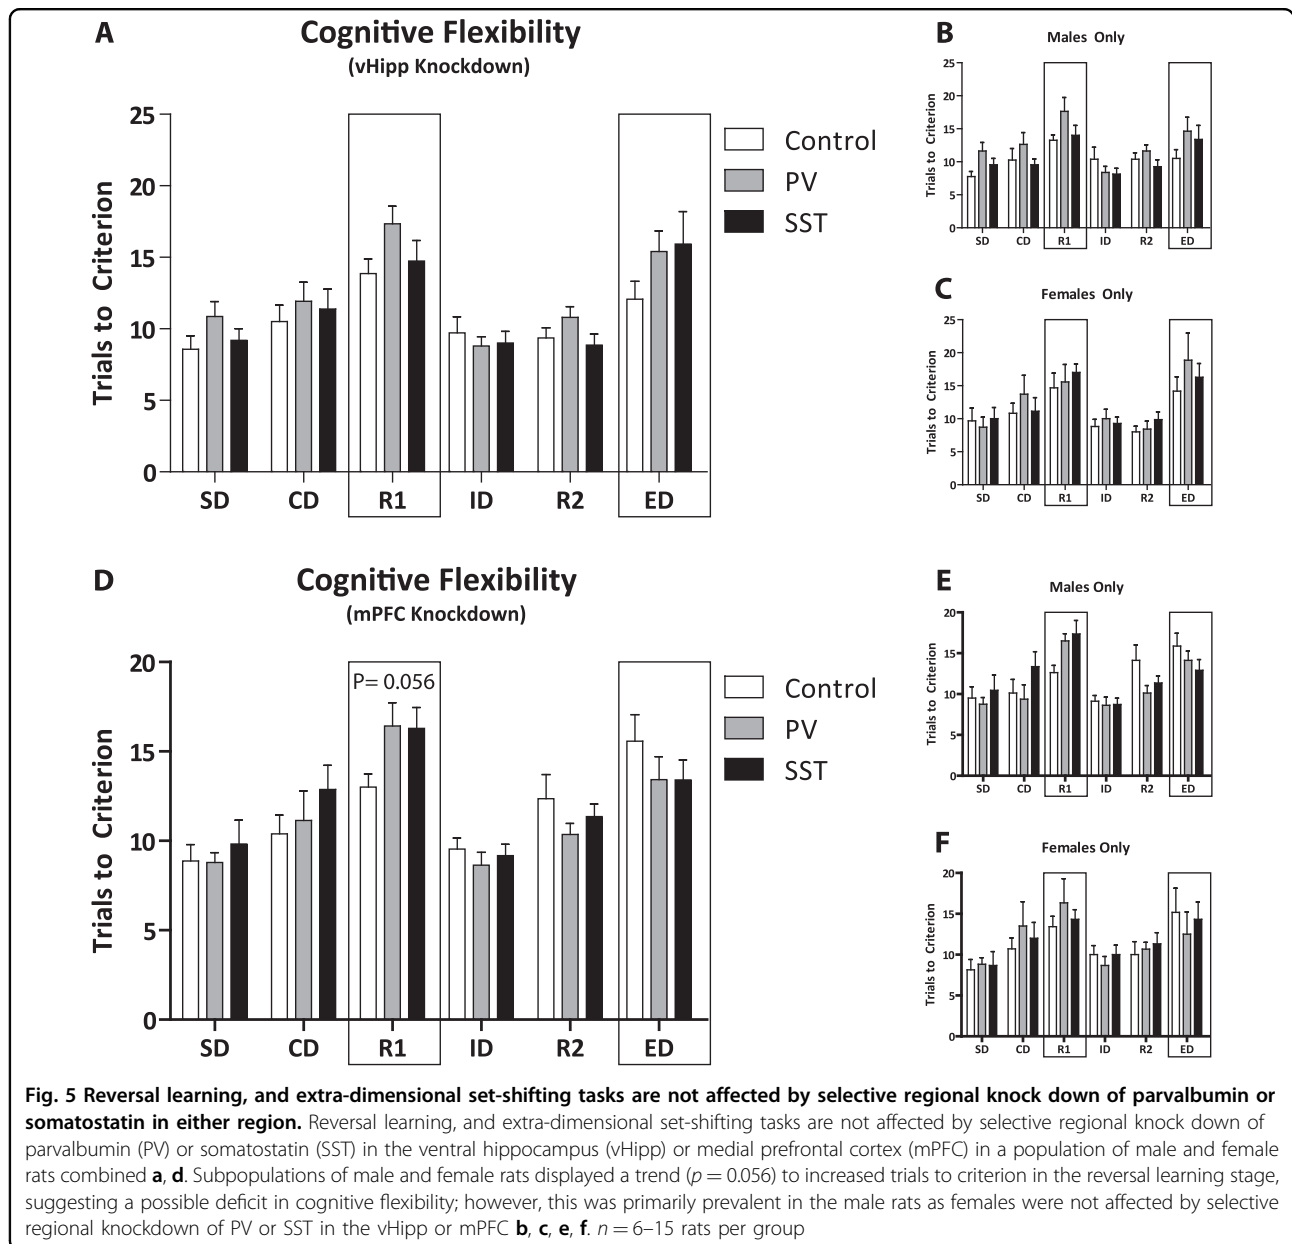 A
Cognitive Flexibility
(vHipp Knockdown)
25
20
15
10
5
0
Trials to Criterion
SD CD R1 ID R2 ED
Control
PV
SST
B
Males Only
25
20
15
10
5
0
Trials to Criterion
SD CD R1 ID R2 ED
C
Females Only
25
20
15
10
5
0
Trials to Criterion
SD CD R1 ID R2 ED
D
Cognitive Flexibility
(mPFC Knockdown)
20
15
10
5
0
Trials to Criterion
P= 0.056
SD CD R1 ID R2 ED
Control
PV
SST
E
Males Only
20
15
10
5
0
Trials to Criterion
SD CD R1 ID R2 ED
F
Females Only
20
15
10
5
0
Trials to Criterion
SD CD R1 ID R2 ED
Fig. 5 Reversal learning, and extra-dimensional set-shifting tasks are not affected by selective regional knock down of parvalbumin or
somatostatin in either region. Reversal learning, and extra-dimensional set-shifting tasks are not affected by selective regional knock down of
parvalbumin (PV) or somatostatin (SST) in the ventral hippocampus (vHipp) or medial prefrontal cortex (mPFC) in a population of male and female
rats combined a, d. Subpopulations of male and female rats displayed a trend (p = 0.056) to increased trials to criterion in the reversal learning stage,
suggesting a possible deficit in cognitive flexibility; however, this was primarily prevalent in the male rats as females were not affected by selective
regional knockdown of PV or SST in the vHipp or mPFC b, c, e, f. n = 6–15 rats per group